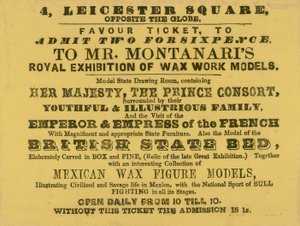 4, LEICESTER SQUARE,
OPPOSITE THE GLOBE.
FAVOUR TICKET, TO
ADMIT TWO FOR SIXPENCE,
TO MR. MONTANARI'S
ROYAL EXHIBITION OF WAX WORK MODELS.
Model State Drawing Room, containing
HER MAJESTY, THE PRINCE CONSORT,
Surrounded by their
YOUTHFUL & ILLUSTRIOUS FAMILY,
And the Visit of the
EMPEROR & EMPRESS of the FRENCH
With Magnificent and appropriate State Furniture. Also the Model of the
BRITISH STATE BED,
Elaborately Carved in BOX and PINE, (Relic of the late Great Exhibition.) Together
with an interesting Collection of
MEXICAN WAX FIGURE MODELS,
Illustrating Civilized and Savage life in Mexico, with the National Sport of BULL
FIGHTING in all its Stages.
OPEN DAILY FROM 10 TILL 10.
WITHOUT THIS TICKET THE ADMISSION IS 1s.